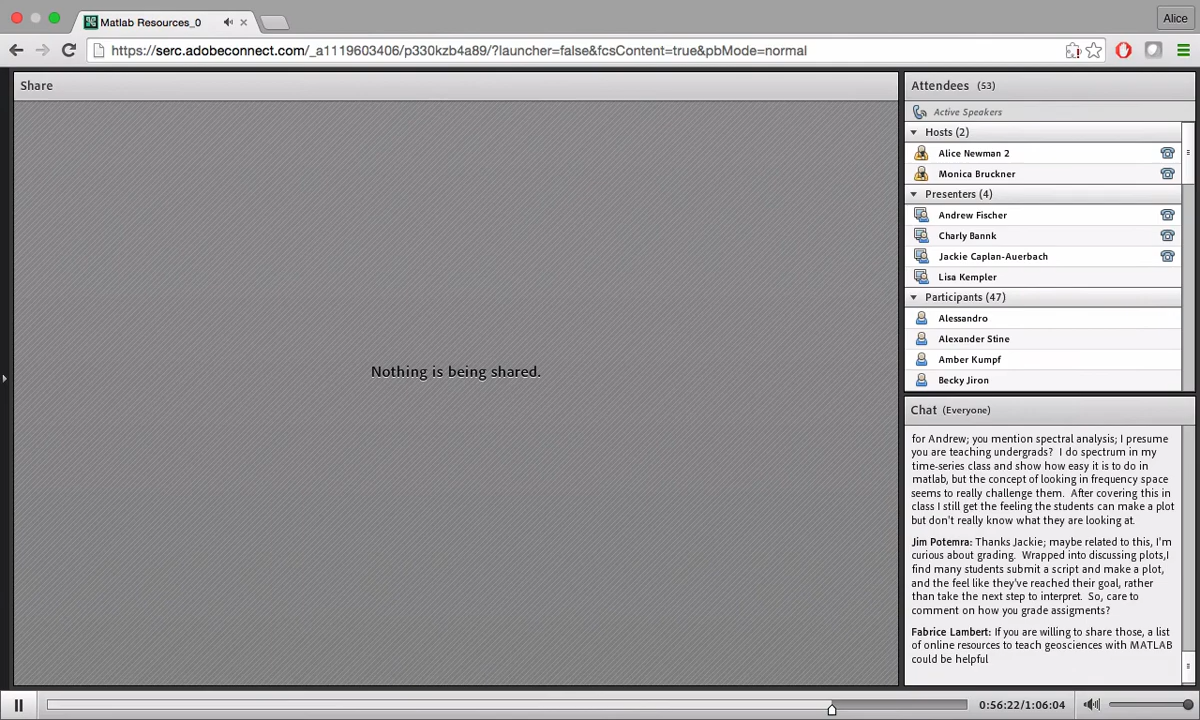 Matlab Resources_0
Alice
https://serc.adobeconnect.com/_a1119603406/p330kzb4a89/?launcher=false&fcsContent=true&pbMode=normal
Share
Nothing is being shared.
Attendees (53)
Active Speakers
Hosts (2)
Alice Newman 2
Monica Bruckner
Presenters (4)
Andrew Fischer
Charly Bannk
Jackie Caplan-Auerbach
Lisa Kempler
Participants (47)
Alessandro
Alexander Stine
Amber Kumpf
Becky Jiron
Chat (Everyone)
for Andrew; you mention spectral analysis; I presume
you are teaching undergrads? I do spectrum in my
time-series class and show how easy it is to do in
matlab, but the concept of looking in frequency space
seems to really challenge them. After covering this in
class I still get the feeling the students can make a plot
but don't really know what they are looking at.
Jim Potemra: Thanks Jackie; maybe related to this, I'm
curious about grading. Wrapped into discussing plots,I
find many students submit a script and make a plot,
and the feel like they've reached their goal, rather
than take the next step to interpret. So, care to
comment on how you grade assigments?
Fabrice Lambert: If you are willing to share those, a list
of online resources to teach geosciences with MATLAB
could be helpful
0:56:22/1:06:04